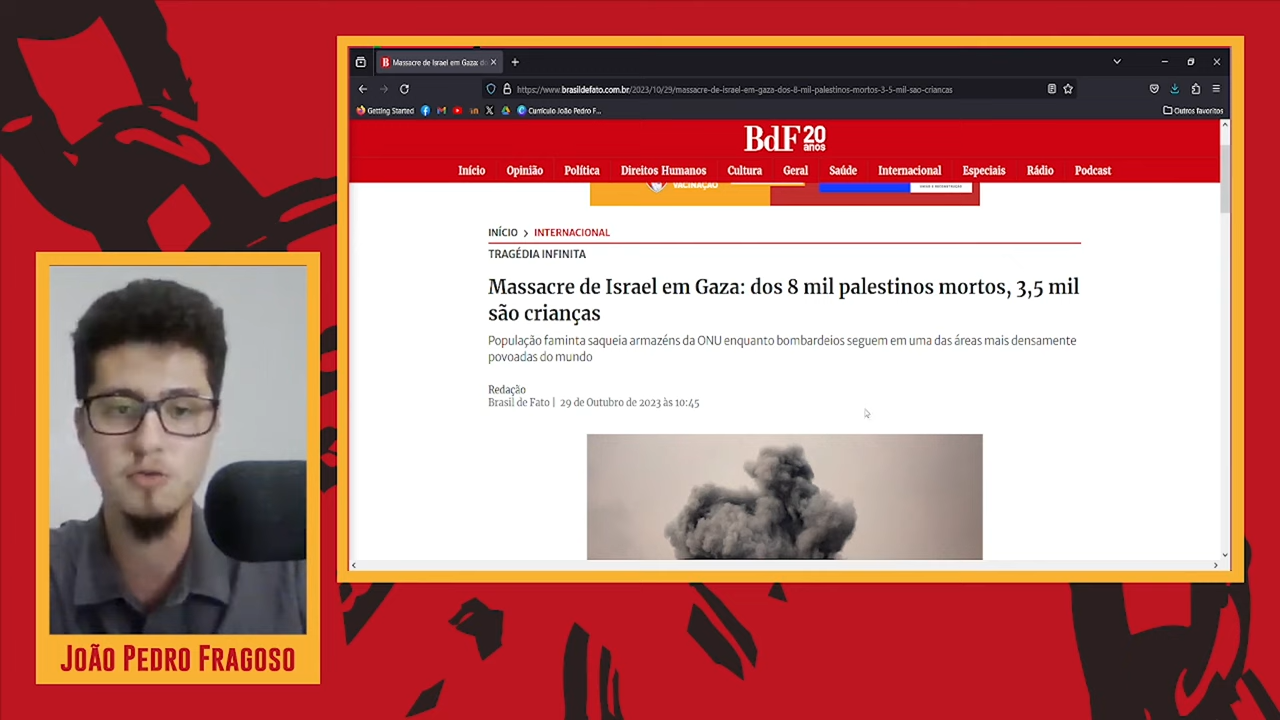 Massacre de Israel em Gaza: do
https://www.brasildefato.com.br/2023/10/29/massacre-de-israel-em-gaza-dos-8-mil-palestinos-mortos-3-5-mil-sao-criancas
Getting Started
Currículo João Pedro F...
Outros favoritos
BdF 20 anos
Início Opinião Política Direitos Humanos Cultura Geral Saúde Internacional Especiais Rádio Podcast
VACINAÇÃO
INÍCIO > INTERNACIONAL
TRAGÉDIA INFINITA
Massacre de Israel em Gaza: dos 8 mil palestinos mortos, 3,5 mil
são crianças
População faminta saqueia armazéns da ONU enquanto bombardeios seguem em uma das áreas mais densamente
povoadas do mundo
Redação
Brasil de Fato | 29 de Outubro de 2023 às 10:45
JOÃO PEDRO FRAGOSO